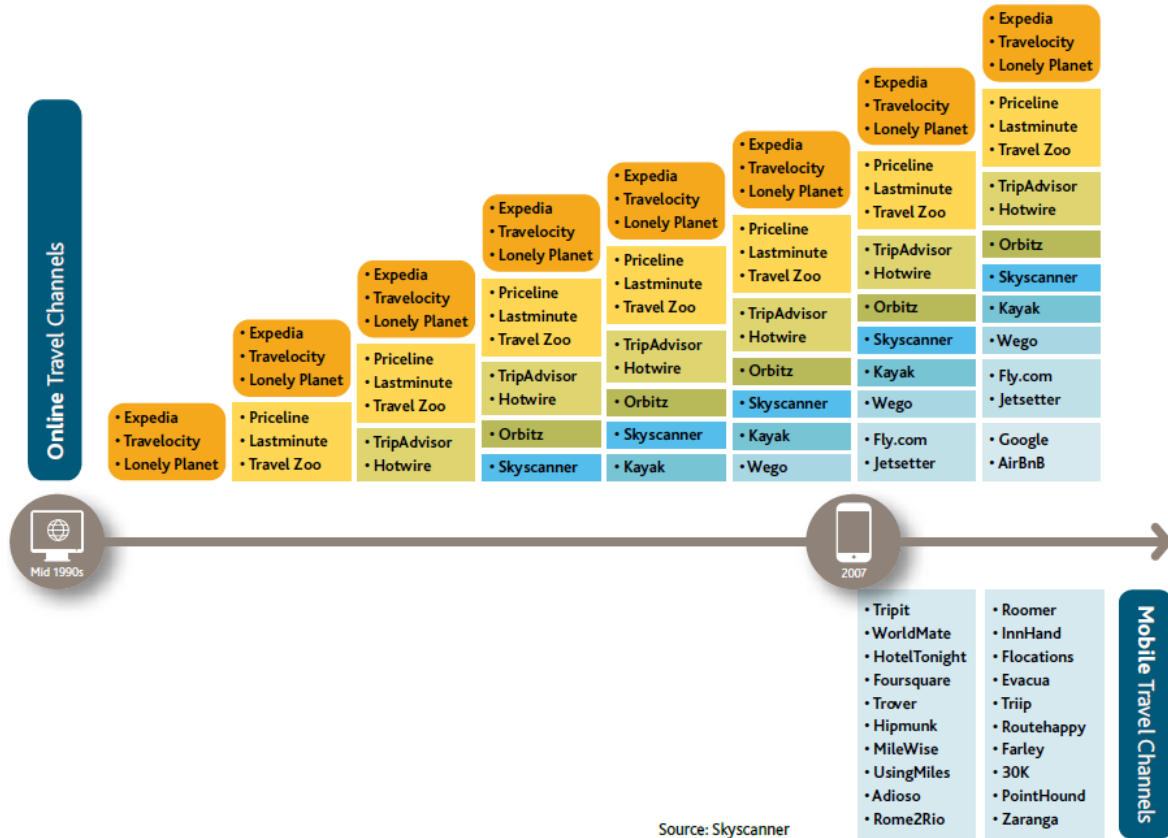 Online Travel Channels
• Expedia
• Travelocity
• Lonely Planet
• Expedia
• Travelocity
• Lonely Planet
• Priceline
• Lastminute
• Travel Zoo
• Expedia
• Travelocity
• Lonely Planet
• Priceline
• Lastminute
• Travel Zoo
• TripAdvisor
• Hotwire
• Expedia
• Travelocity
• Lonely Planet
• Priceline
• Lastminute
• Travel Zoo
• TripAdvisor
• Hotwire
• Orbitz
• Skyscanner
• Expedia
• Travelocity
• Lonely Planet
• Priceline
• Lastminute
• Travel Zoo
• TripAdvisor
• Hotwire
• Orbitz
• Skyscanner
• Kayak
• Expedia
• Travelocity
• Lonely Planet
• Priceline
• Lastminute
• Travel Zoo
• TripAdvisor
• Hotwire
• Orbitz
• Skyscanner
• Kayak
• Wego
• Expedia
• Travelocity
• Lonely Planet
• Priceline
• Lastminute
• Travel Zoo
• TripAdvisor
• Hotwire
• Orbitz
• Skyscanner
• Kayak
• Wego
• Fly.com
• Jetsetter
• Expedia
• Travelocity
• Lonely Planet
• Priceline
• Lastminute
• Travel Zoo
• TripAdvisor
• Hotwire
• Orbitz
• Skyscanner
• Kayak
• Wego
• Fly.com
• Jetsetter
• Google
• AirBnB
Mid 1990s
2007
• Tripit
• WorldMate
• HotelTonight
• Foursquare
• Trover
• Hipmunk
• MileWise
• UsingMiles
• Adioso
• Rome2Rio
• Roomer
• InnHand
• Flocations
• Evacua
• Triip
• Routehappy
• Farley
• 30K
• PointHound
• Zaranga
Mobile Travel Channels
Source: Skyscanner